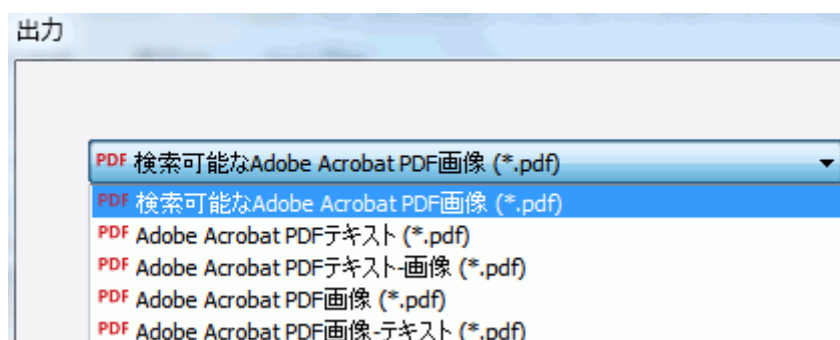 出力
PDF 検索可能なAdobe Acrobat PDF画像 (*.pdf)
PDF 検索可能なAdobe Acrobat PDF画像 (*.pdf)
PDF Adobe Acrobat PDFテキスト (*.pdf)
PDF Adobe Acrobat PDFテキスト-画像 (*.pdf)
PDF Adobe Acrobat PDF画像 (*.pdf)
PDF Adobe Acrobat PDF画像-テキスト (*.pdf)